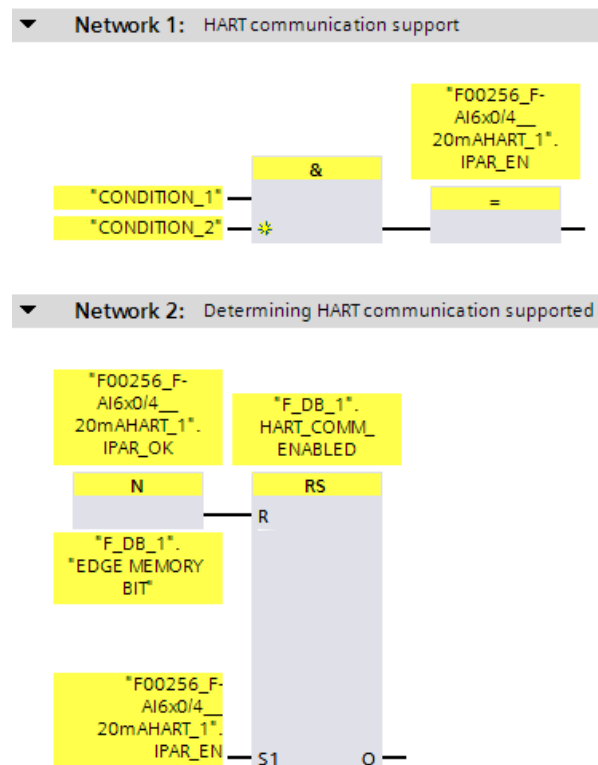 Network 1: HART communication support
"F00256_F-
AI6x0/4__
20mAHART_1".
IPAR_EN
&
=
"CONDITION_1"
"CONDITION_2"
Network 2: Determining HART communication supported
"F00256_F-
AI6x0/4__
20mAHART_1".
IPAR_OK
"F_DB_1".
HART_COMM_
ENABLED
N
RS
R
"F_DB_1".
"EDGE MEMORY
BIT"
"F00256_F-
AI6x0/4__
20mAHART_1".
IPAR_EN
S1
Q